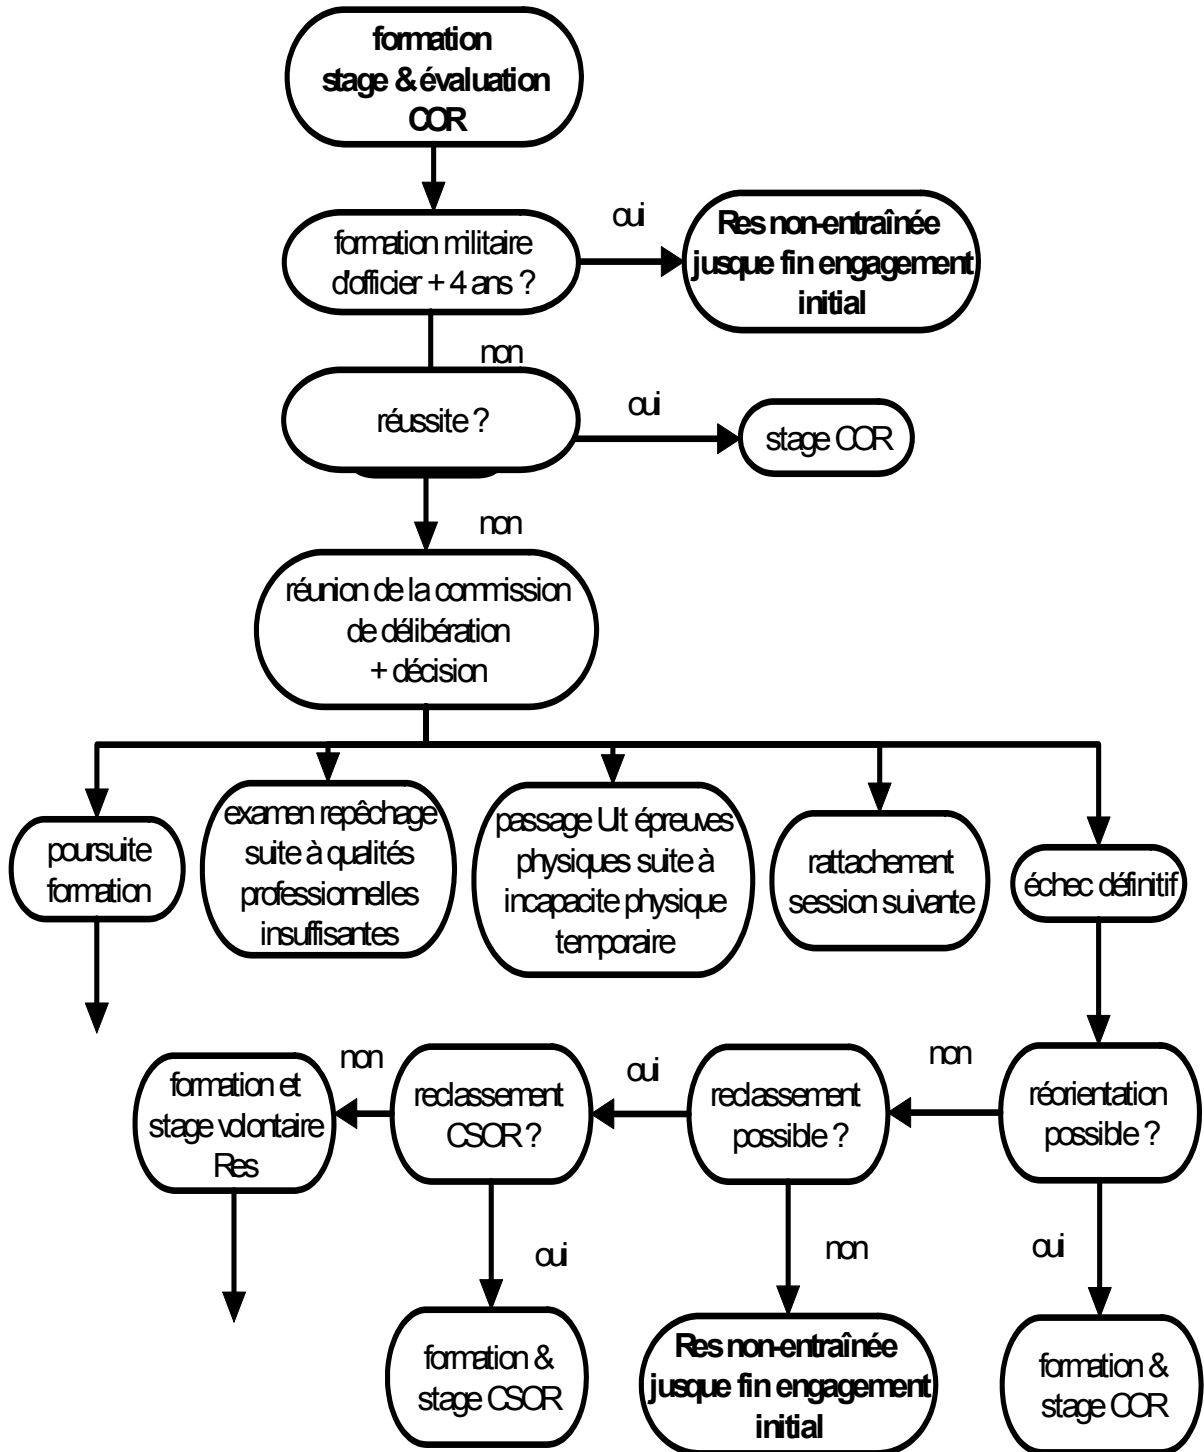 formation
stage & évaluation
COR
formation militaire
d'officier + 4 ans ?
oui
Res non-entraînée
jusque fin engagement
initial
non
réussite ?
oui
stage COR
non
réunion de la commission
de délibération
+ décision
poursuite
formation
examen repêchage
suite à qualités
professionnelles
insuffisantes
passage Ult épreuves
physiques suite à
incapacite physique
temporaire
rattachement
session suivante
échec définitif
formation et
stage volontaire
Res
non
reclassement
CSOR ?
oui
reclassement
possible ?
non
réorientation
possible ?
oui
non
oui
formation &
stage CSOR
Res non-entraînée
jusque fin engagement
initial
formation &
stage COR